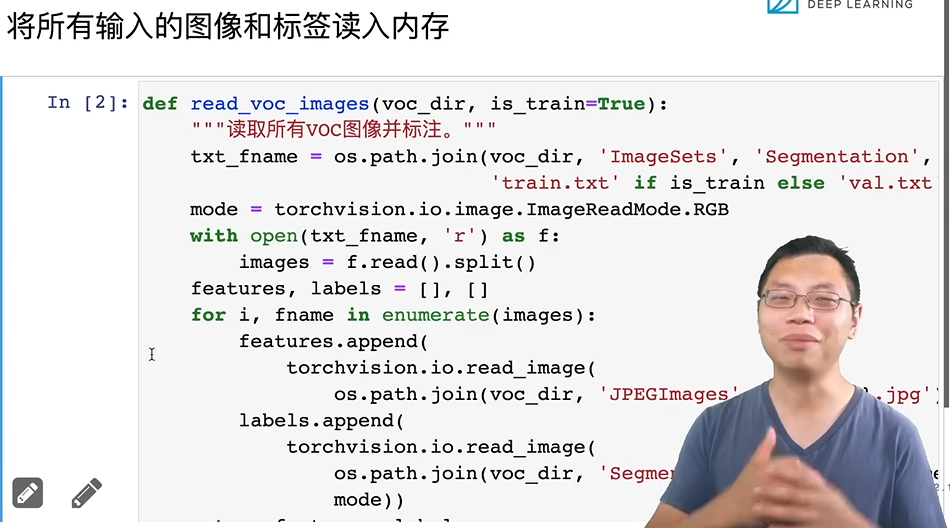 DEEP LEARNING
将所有输入的图像和标签读入内存
In [2]: def read_voc_images(voc_dir, is_train=True):
"""读取所有VOC图像并标注。"""
txt_fname = os.path.join(voc_dir, 'ImageSets', 'Segmentation',
'train.txt' if is_train else 'val.txt'
mode = torchvision.io.image.ImageReadMode.RGB
with open(txt_fname, 'r') as f:
images = f.read().split()
features, labels = [], []
for i, fname in enumerate(images):
features.append(
torchvision.io.read_image(
os.path.join(voc_dir, 'JPEGImages' .jpg')
labels.append(
torchvision.io.read_image(
os.path.join(voc_dir, 'Segme
mode))